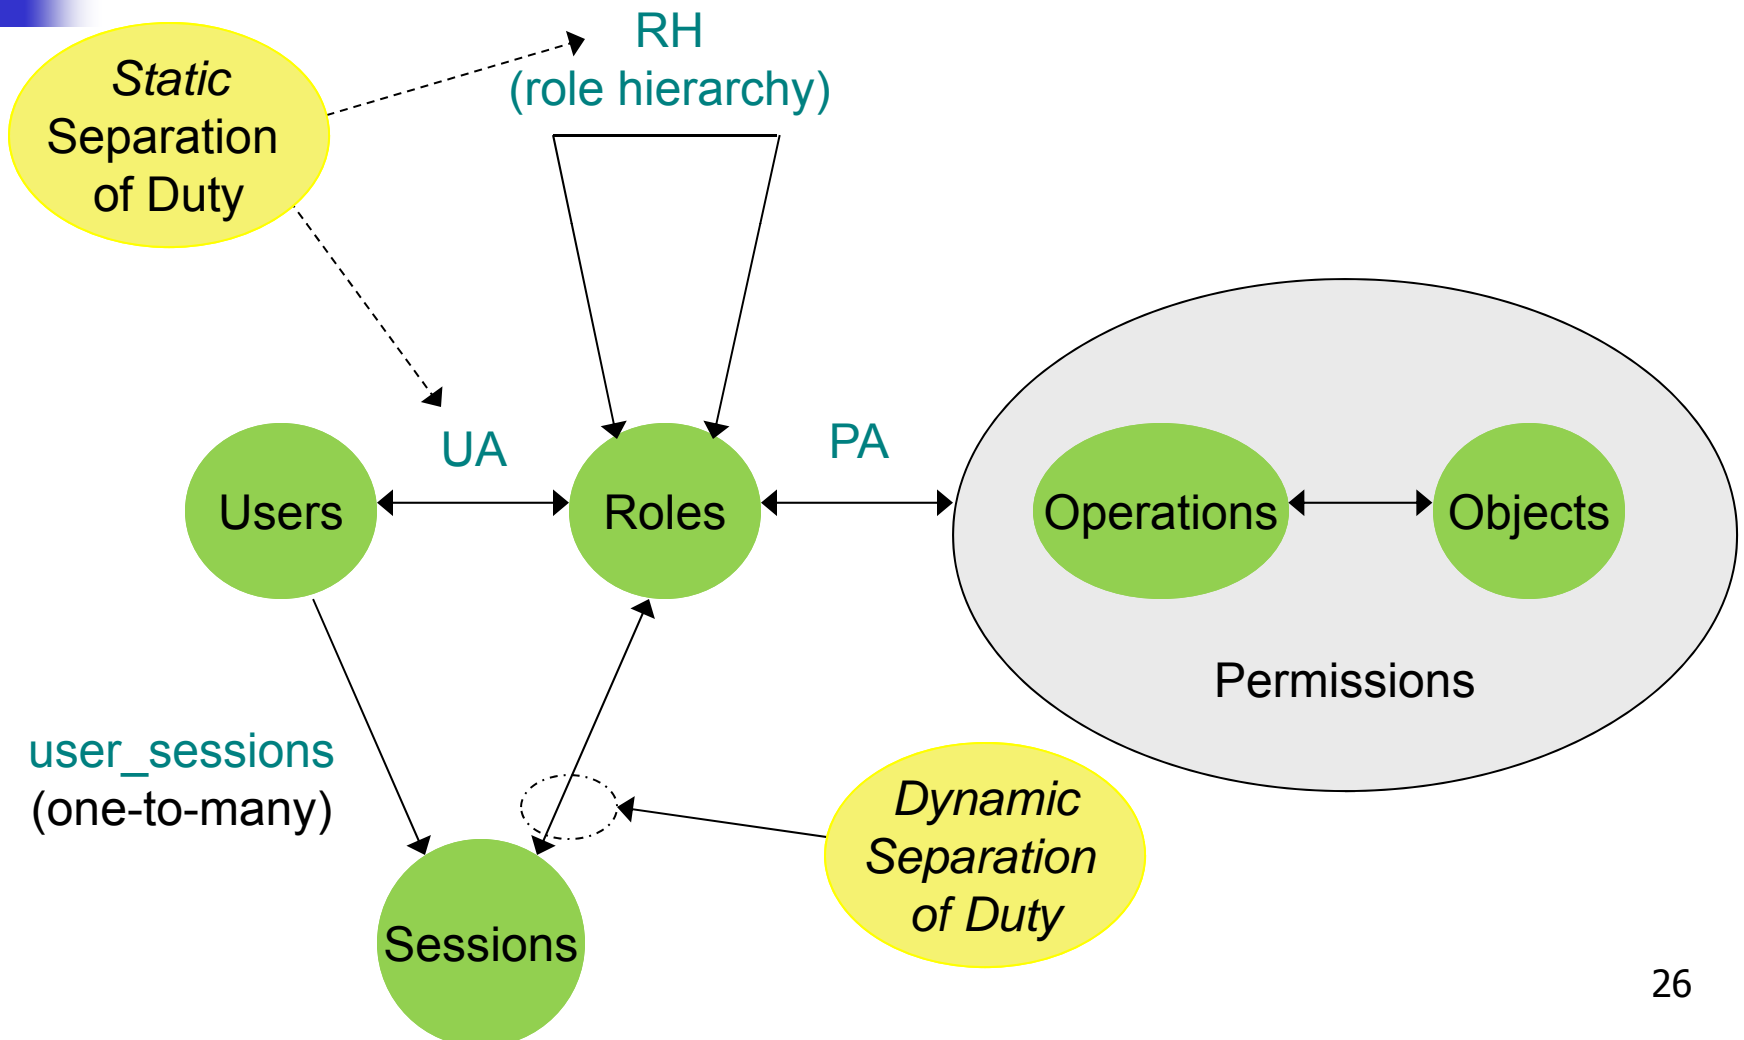 RH
(role hierarchy)
Static
Separation
of Duty
UA
PA
Users
Roles
Operations
Objects
Permissions
user_sessions
(one-to-many)
Dynamic
Separation
of Duty
Sessions
26